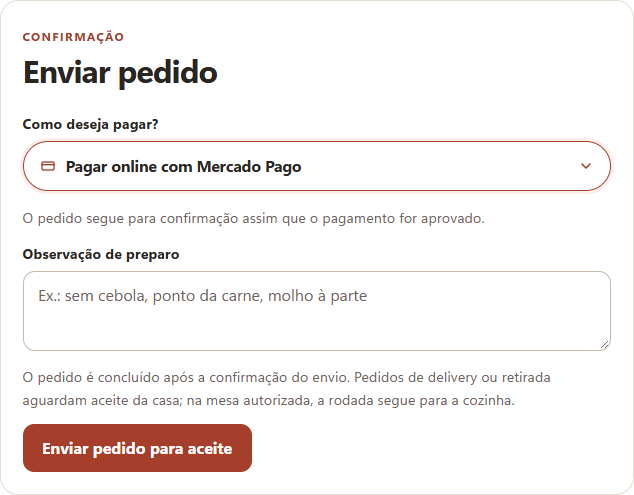 CONFIRMAÇÃO
Enviar pedido
Como deseja pagar?
Pagar online com Mercado Pago
O pedido segue para confirmação assim que o pagamento for aprovado.
Observação de preparo
Ex.: sem cebola, ponto da carne, molho à parte
O pedido é concluído após a confirmação do envio. Pedidos de delivery ou retirada
aguardam aceite da casa; na mesa autorizada, a rodada segue para a cozinha.
Enviar pedido para aceite